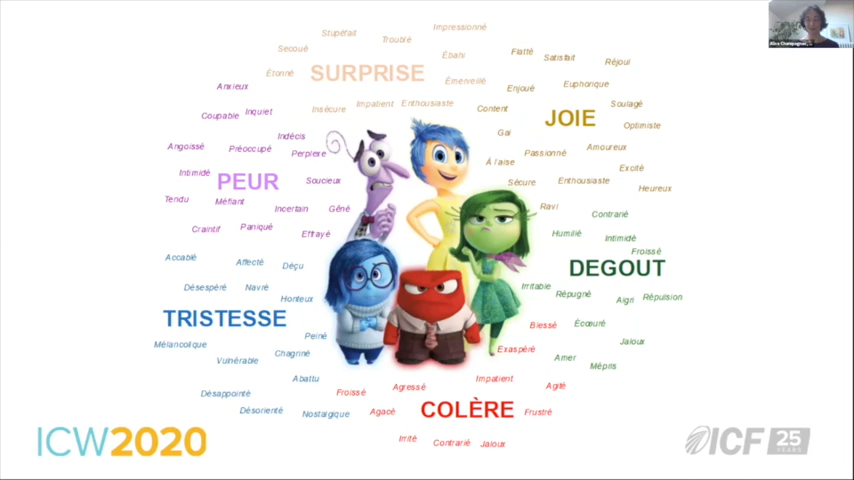 Impressionné
Stupéfait
Troublé
Secoué
Ébahi
Flatté
Satisfait
Réjoui
Étonné
SURPRISE
Émerveillé
Enjoué
Euphorique
Anxieux
Insécure
Impatient
Enthousiaste
Content
Soulagé
Coupable
Inquiet
JOIE
Optimiste
Indécis
Gai
Angoissé
Préoccupé
Perplexe
À l'aise
Passionné
Amoureux
Excité
Intimidé
PEUR
Soucieux
Sécure
Enthousiaste
Heureux
Tendu
Méfiant
Incertain
Gêné
Ravi
Contrarié
Craintif
Paniqué
Effrayé
Humilié
Intimidé
Froissé
Accablé
Affecté
Déçu
DEGOUT
Désespéré
Navré
Honteux
Irritable
Répugné
Aigri
Répulsion
TRISTESSE
Peiné
Blessé
Écœuré
Mélancolique
Vulnérable
Chagriné
Exaspéré
Amer
Jaloux
Mépris
Abattu
Impatient
Agité
Désappointé
Froissé
Agressé
Désorienté
Nostalgique
Agacé
COLÈRE
Frustré
Irrité
Contrarié
Jaloux
ICW2020
ICF 25
YEARS